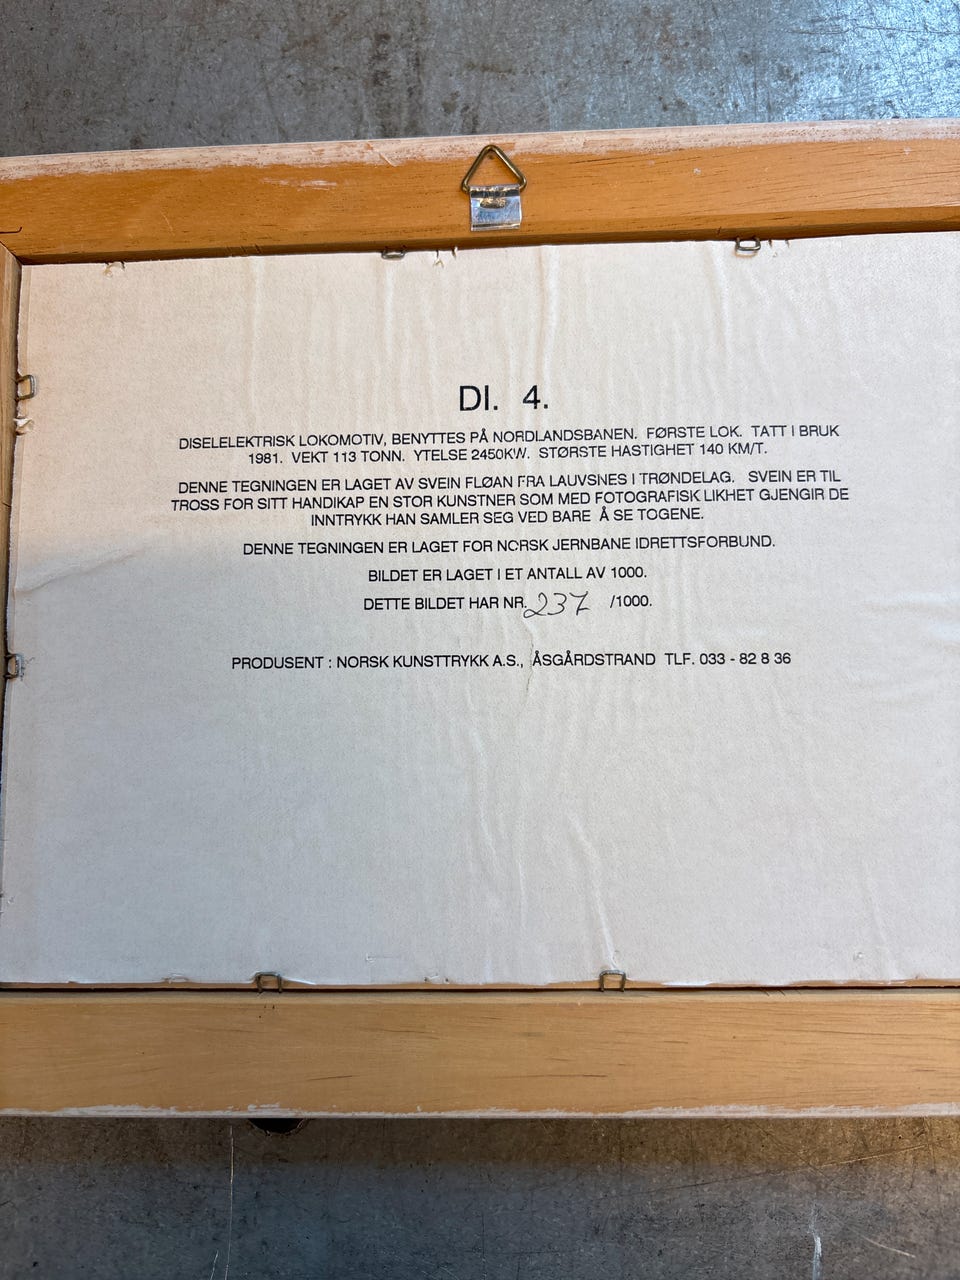 DI. 4.
DISELELEKTRISK LOKOMOTIV, BENYTTES PÅ NORDLANDSBANEN. FØRSTE LOK. TATT I BRUK
1981. VEKT 113 TONN. YTELSE 2450KW. STØRSTE HASTIGHET 140 KM/T.
DENNE TEGNINGEN ER LAGET AV SVEIN FLØAN FRA LAUVSNES I TRØNDELAG. SVEIN ER TIL
TROSS FOR SITT HANDIKAP EN STOR KUNSTNER SOM MED FOTOGRAFISK LIKHET GJENGIR DE
INNTRYKK HAN SAMLER SEG VED BARE Å SE TOGENE.
DENNE TEGNINGEN ER LAGET FOR NORSK JERNBANE IDRETTSFORBUND.
BILDET ER LAGET I ET ANTALL AV 1000.
DETTE BILDET HAR NR. 237 /1000.
PRODUSENT : NORSK KUNSTTRYKK A.S., ÅSGÅRDSTRAND TLF. 033 - 82 8 36